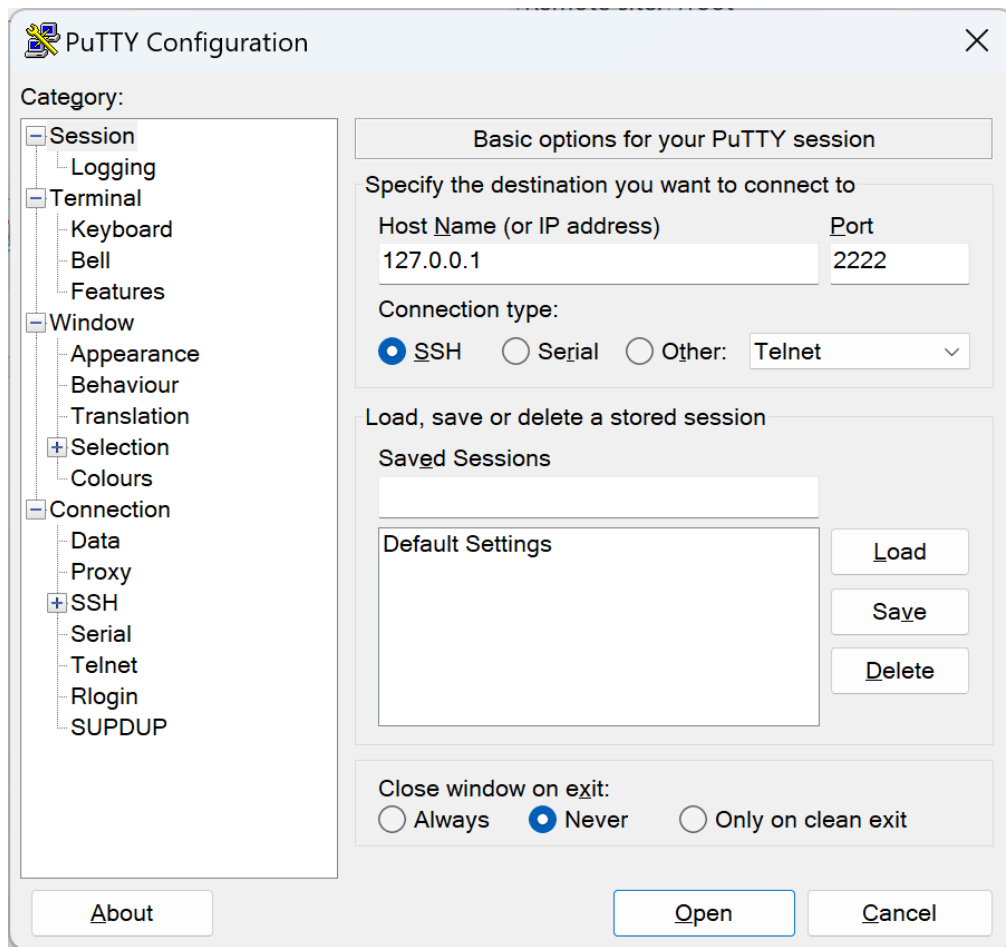 PuTTY Configuration
Category:
Session
Logging
Terminal
Keyboard
Bell
Features
Window
Appearance
Behaviour
Translation
Selection
Colours
Connection
Data
Proxy
SSH
Serial
Telnet
Rlogin
SUPDUP
Basic options for your PuTTY session
Specify the destination you want to connect to
Host Name (or IP address) Port
127.0.0.1 2222
Connection type:
SSH Serial Other: Telnet
Load, save or delete a stored session
Saved Sessions
Default Settings
Load
Save
Delete
Close window on exit:
Always Never Only on clean exit
About Open Cancel